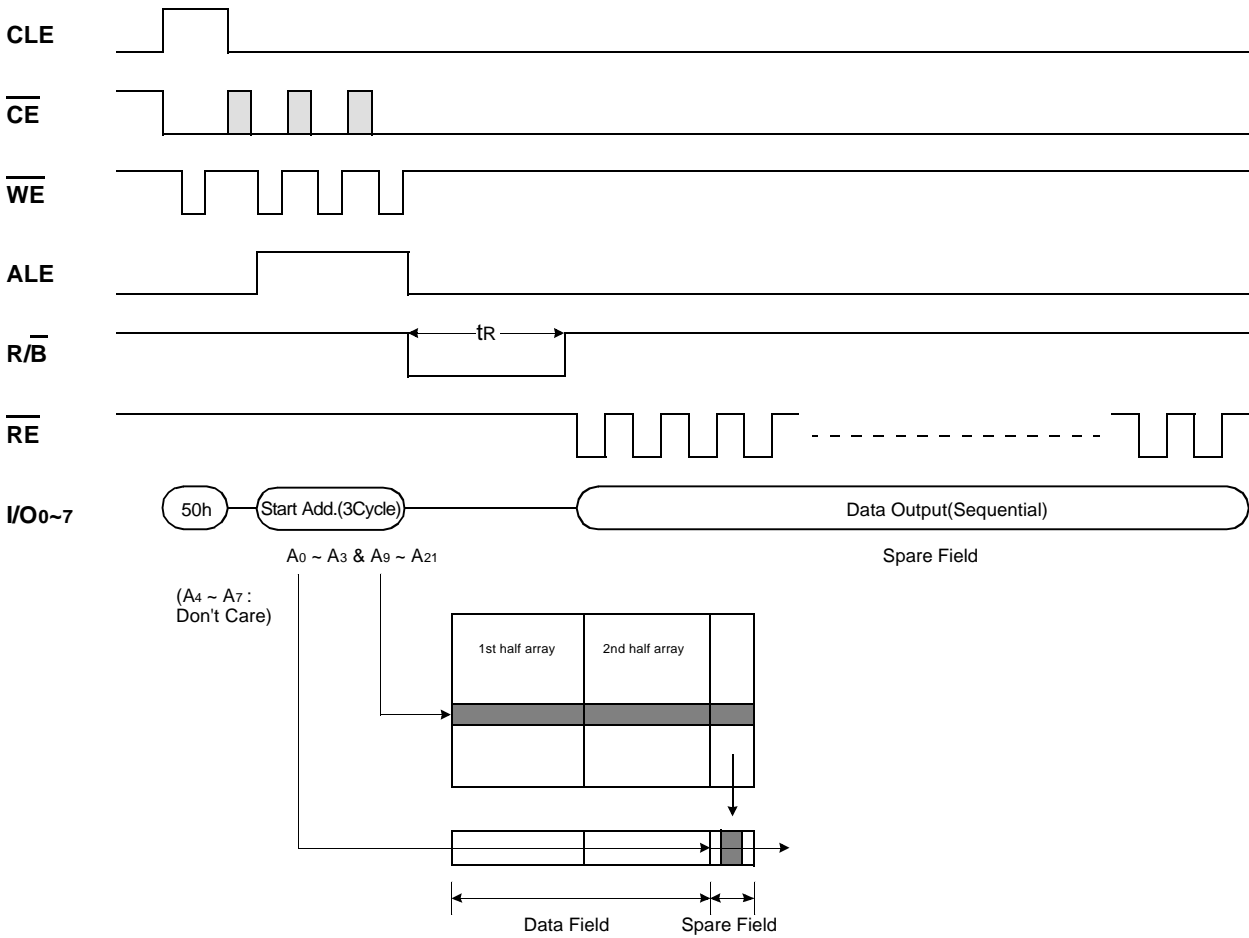 CLE
CE
WE
ALE
R/B
tR
RE
I/O0~7
50h
Start Add.(3Cycle)
Data Output(Sequential)
A0 ~ A3 & A9 ~ A21
Spare Field
(A4 ~ A7 :
Don't Care)
1st half array
2nd half array
Data Field
Spare Field